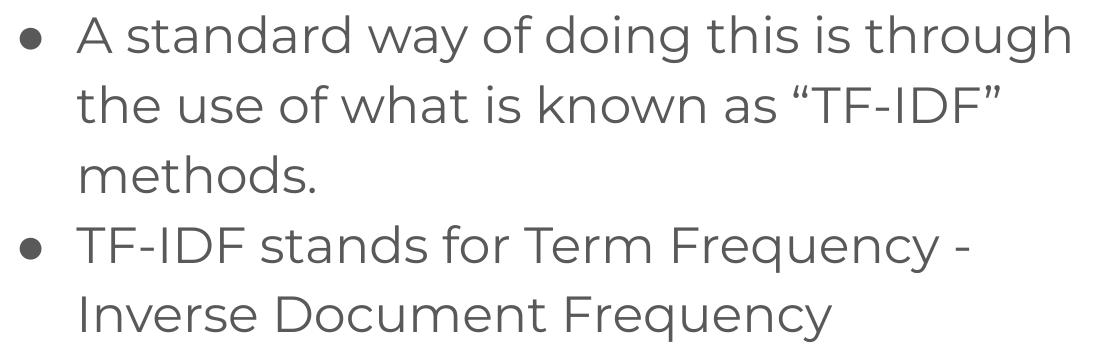 ● A standard way of doing this is through
the use of what is known as “TF-IDF”
methods.
● TF-IDF stands for Term Frequency -
Inverse Document Frequency